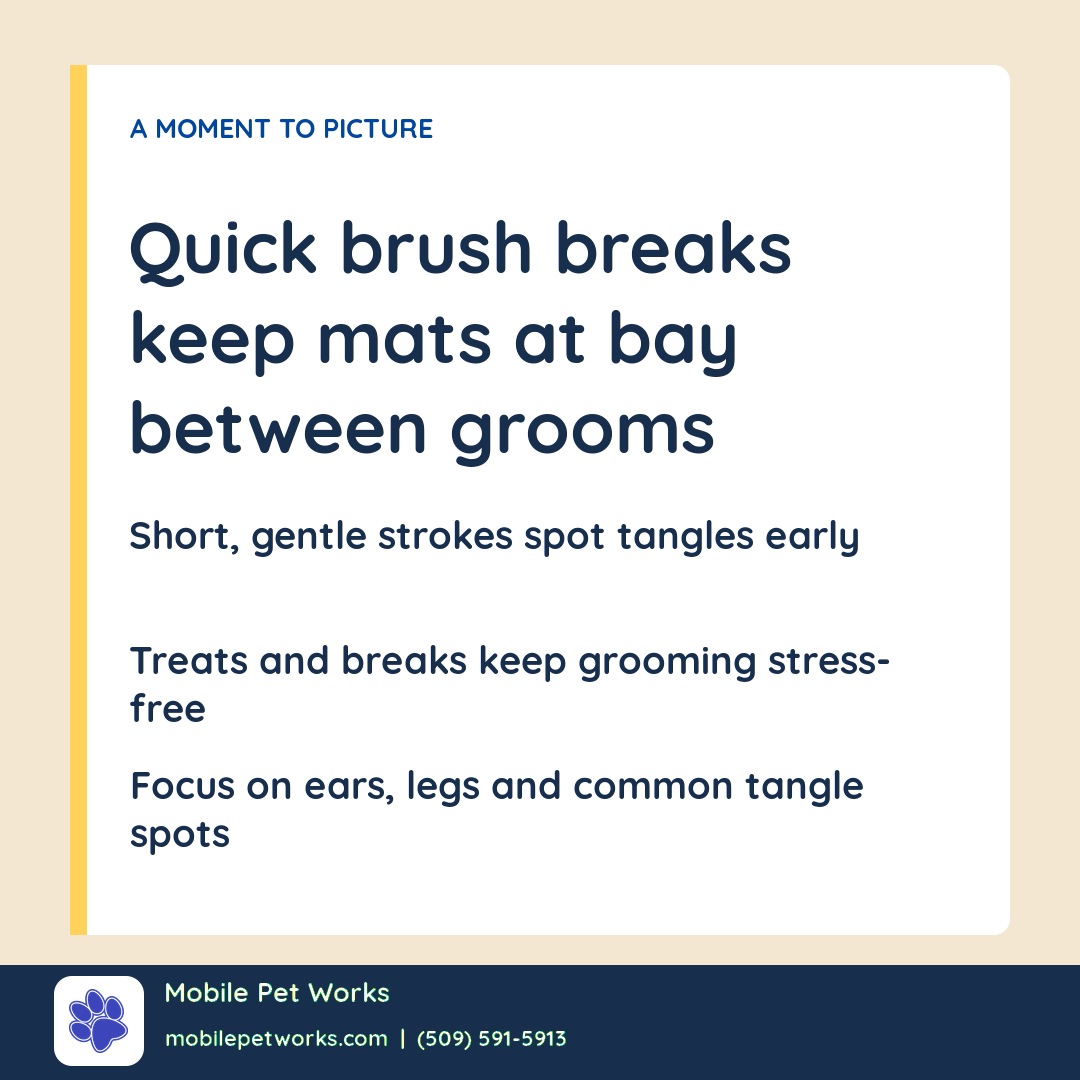 A MOMENT TO PICTURE
Quick brush breaks
keep mats at bay
between grooms
Short, gentle strokes spot tangles early
Treats and breaks keep grooming stress-
free
Focus on ears, legs and common tangle
spots
Mobile Pet Works
mobilepetworks.com | (509) 591-5913